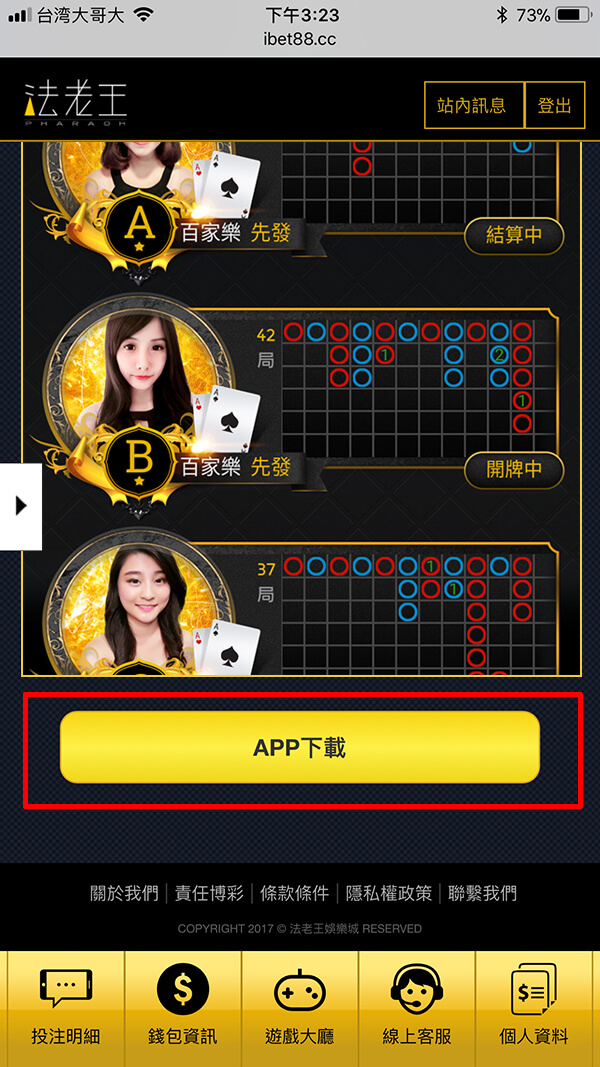 台湾大哥大 下午3:23 73%
ibet88.cc
法老王 站內訊息 登出
PHARAOH
A
A
A 百家樂 先發 結算中
42
局
1 2
A
A
1
B 百家樂 先發 開牌中
37
局
1
1
A
A
APP下載
關於我們 | 責任博彩 | 條款條件 | 隱私權政策 | 聯繫我們
COPYRIGHT 2017 © 法老王娛樂城 RESERVED
投注明細 錢包資訊 遊戲大廳 線上客服 個人資料